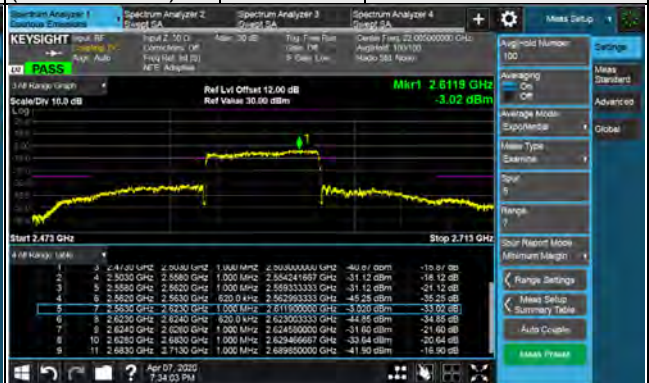 Spectrum Analyzer 1
Spurious Emissions
Spectrum Analyzer 2
Swept SA
Spectrum Analyzer 3
Swept SA
Spectrum Analyzer 4
Swept SA
+
Meas Setup
KEYSIGHT Input: RF
Coupling: DC
Align: Auto
Input Z: 50 Ω
Corrections: Off
Freq Ref: Int (S)
NFE: Adaptive
Atten: 30 dB
Trig: Free Run
Gate: Off
IF Gain: Low
Center Freq: 22.005000000 GHz
Avg|Hold: 100/100
Radio Std: None
PASS
3 All Range Graph
Scale/Div 10.0 dB
Ref Lvl Offset 12.00 dB
Ref Value 30.00 dBm
Mkr1 2.6119 GHz
-3.02 dBm
Log
1
Start 2.473 GHz
Stop 2.713 GHz
4 All Range Table
1 3 2.4730 GHz 2.5030 GHz 1.000 MHz 2.503000000 GHz -40.87 dBm -15.87 dB
2 4 2.5030 GHz 2.5580 GHz 1.000 MHz 2.554241667 GHz -31.12 dBm -18.12 dB
3 5 2.5580 GHz 2.5620 GHz 1.000 MHz 2.559333333 GHz -31.12 dBm -21.12 dB
4 6 2.5620 GHz 2.5630 GHz 620.0 kHz 2.562993333 GHz -45.25 dBm -35.25 dB
5 7 2.5630 GHz 2.6230 GHz 1.000 MHz 2.611900000 GHz -3.020 dBm -33.02 dB
6 8 2.6230 GHz 2.6240 GHz 620.0 kHz 2.623003333 GHz -44.85 dBm -34.85 dB
7 9 2.6240 GHz 2.6280 GHz 1.000 MHz 2.624580000 GHz -31.60 dBm -21.60 dB
8 10 2.6280 GHz 2.6830 GHz 1.000 MHz 2.629466667 GHz -33.64 dBm -20.64 dB
9 11 2.6830 GHz 2.7130 GHz 1.000 MHz 2.689850000 GHz -41.90 dBm -16.90 dB
Avg|Hold Number
100
Averaging
On
Off
Average Mode
Exponential
Meas Type
Examine
Spur
5
Range
7
Spur Report Mode
Minimum Margin
Range Settings
Meas Setup
Summary Table
Auto Couple
Meas Preset
Settings
Meas
Standard
Advanced
Global
?
Apr 07, 2020
7:34:03 PM